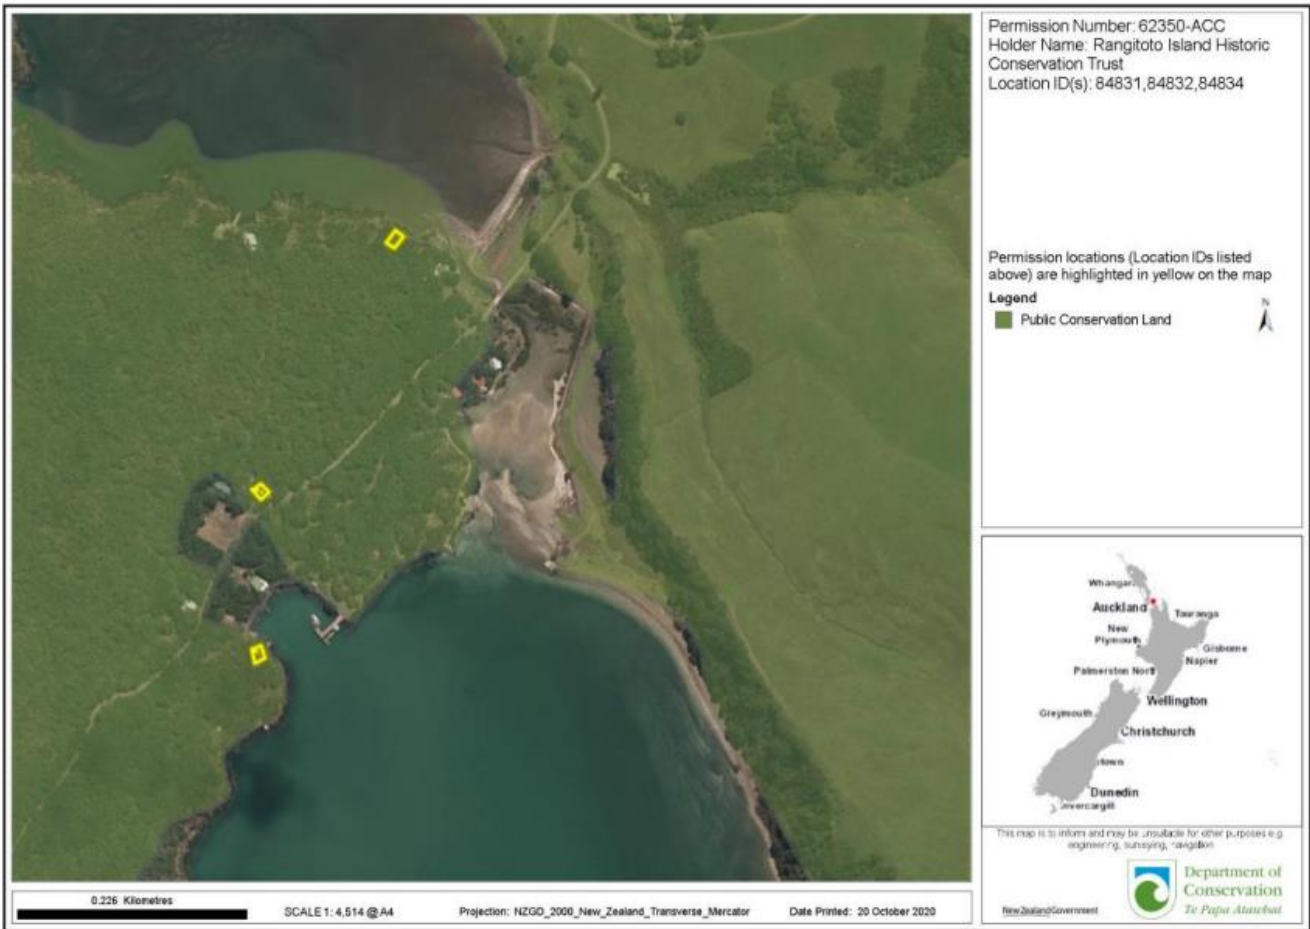 Permission Number: 62350-ACC
Holder Name: Rangitoto Island Historic
Conservation Trust
Location ID(s): 84831,84832,84834
Permission locations (Location IDs listed
above) are highlighted in yellow on the map
Legend
N
Public Conservation Land
Whangar
Auckland
Tauranga
New
Plymouth
Gisborne
Napier
Palmerston Nort
Wellington
Greymouth
Christchurch
town
Dunedin
nvercargill
This map is to inform and may be unsuitable for other purposes e.g.
engineering, surveying, navigation
Department of
Conservation
Te Papa Atawbai
New Zealand Government
0.226 Kilometres
SCALE 1: 4,514 @ A4
Projection: NZGD_2000_New_Zealand_Transverse_Mercator
Date Printed: 20 October 2020